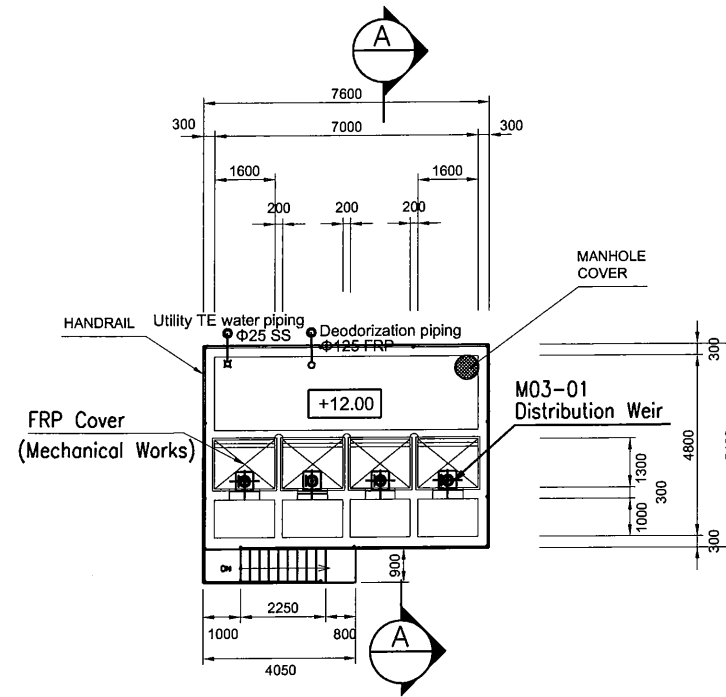 A
7600
300
7000
300
1600
1600
200
200
200
MANHOLE
COVER
Utility TE water piping
Φ25 SS
Deodorization piping
Φ125 FRP
HANDRAIL
300
+12.00
M03-01
Distribution Weir
FRP Cover
(Mechanical Works)
4800
1300
300
1000
300
DN
900
2250
1000
800
4050
A